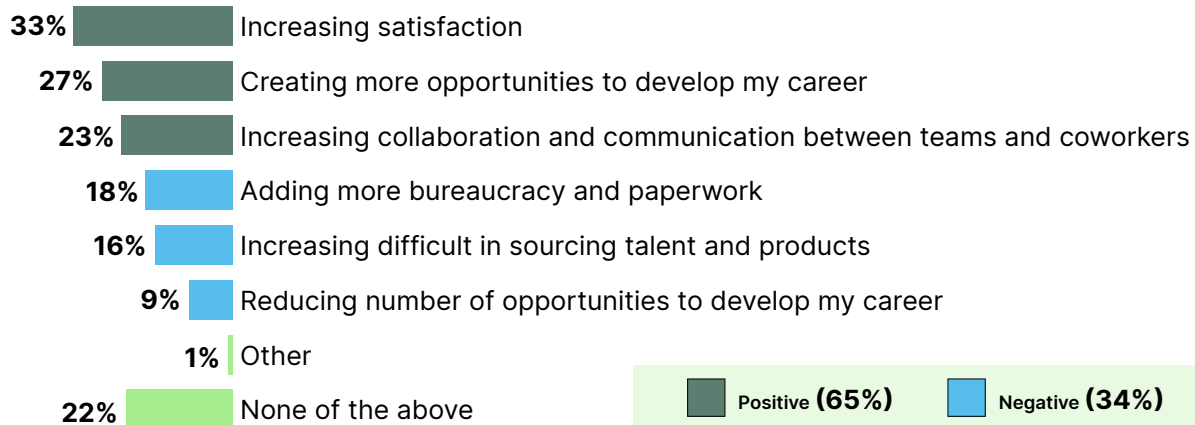 33% Increasing satisfaction
27% Creating more opportunities to develop my career
23% Increasing collaboration and communication between teams and coworkers
18% Adding more bureaucracy and paperwork
16% Increasing difficult in sourcing talent and products
9% Reducing number of opportunities to develop my career
1% Other
22% None of the above
Positive (65%) Negative (34%)